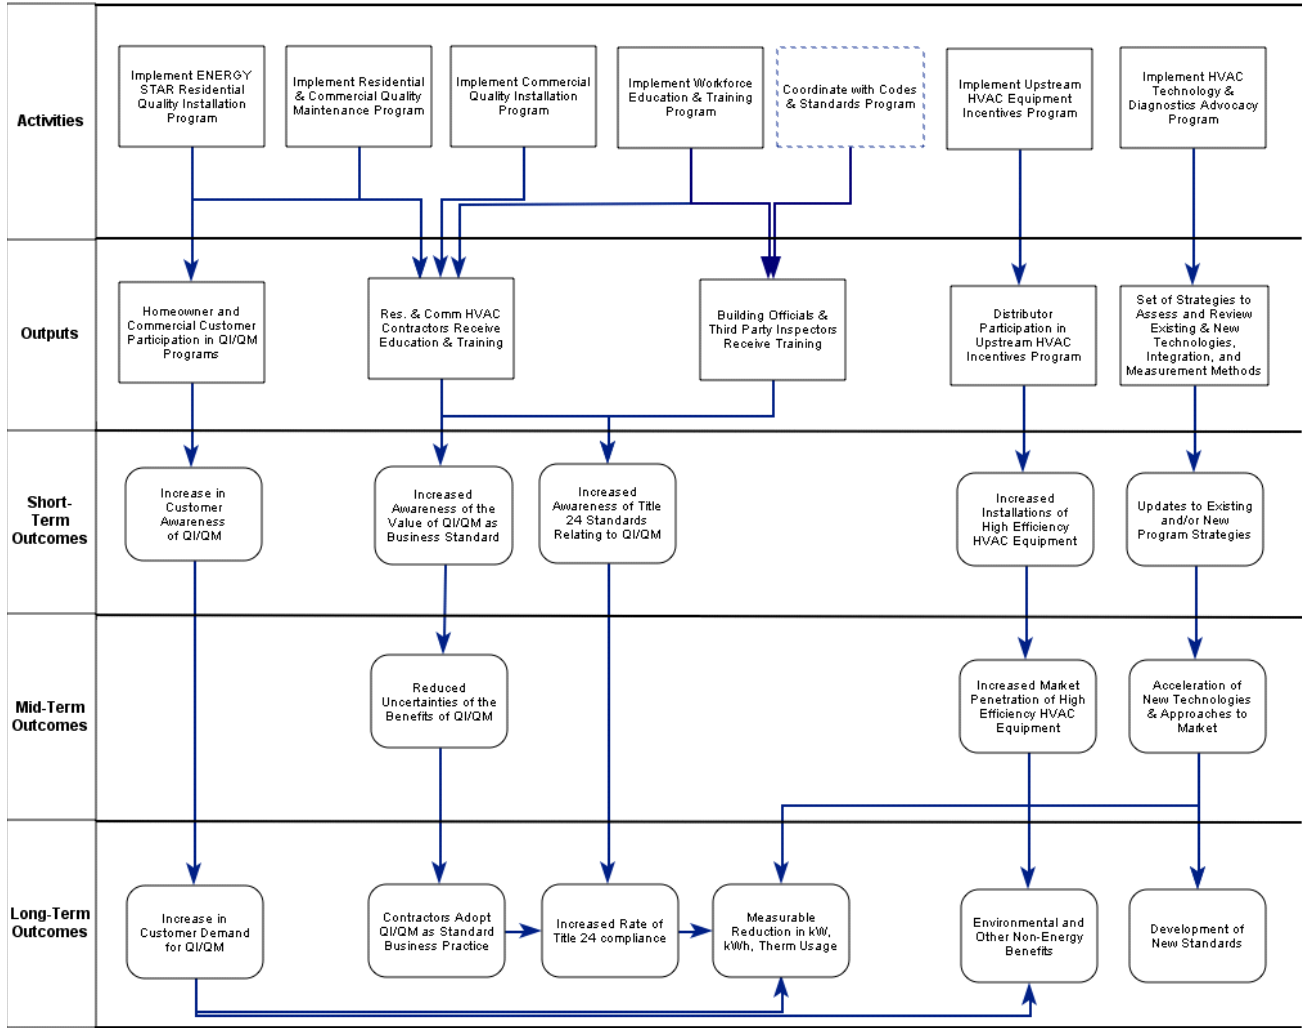 Activities
Implement ENERGY
STAR Residential
Quality Installation
Program
Implement Residential
& Commercial Quality
Maintenance Program
Implement Commercial
Quality Installation
Program
Implement Workforce
Education & Training
Program
Coordinate with Codes
& Standards Program
Implement Upstream
HVAC Equipment
Incentives Program
Implement HVAC
Technology &
Diagnostics Advocacy
Program
Outputs
Homeowner and
Commercial Customer
Participation in QI/QM
Programs
Res. & Comm HVAC
Contractors Receive
Education & Training
Building Officials &
Third Party Inspectors
Receive Training
Distributor
Participation in
Upstream HVAC
Incentives Program
Set of Strategies to
Assess and Review
Existing & New
Technologies,
Integration, and
Measurement Methods
Short-
Term
Outcomes
Increase in
Customer
Awareness
of QI/QM
Increased
Awareness of the
Value of QI/QM as
Business Standard
Increased
Awareness of Title
24 Standards
Relating to QI/QM
Increased
Installations of
High Efficiency
HVAC Equipment
Updates to Existing
and/or New
Program Strategies
Mid-Term
Outcomes
Reduced
Uncertainties of the
Benefits of QI/QM
Increased Market
Penetration of High
Efficiency HVAC
Equipment
Acceleration of
New Technologies
& Approaches to
Market
Long-Term
Outcomes
Increase in
Customer Demand
for QI/QM
Contractors Adopt
QI/QM as Standard
Business Practice
Increased Rate of
Title 24 compliance
Measurable
Reduction in kW,
kWh, Therm Usage
Environmental and
Other Non-Energy
Benefits
Development of
New Standards